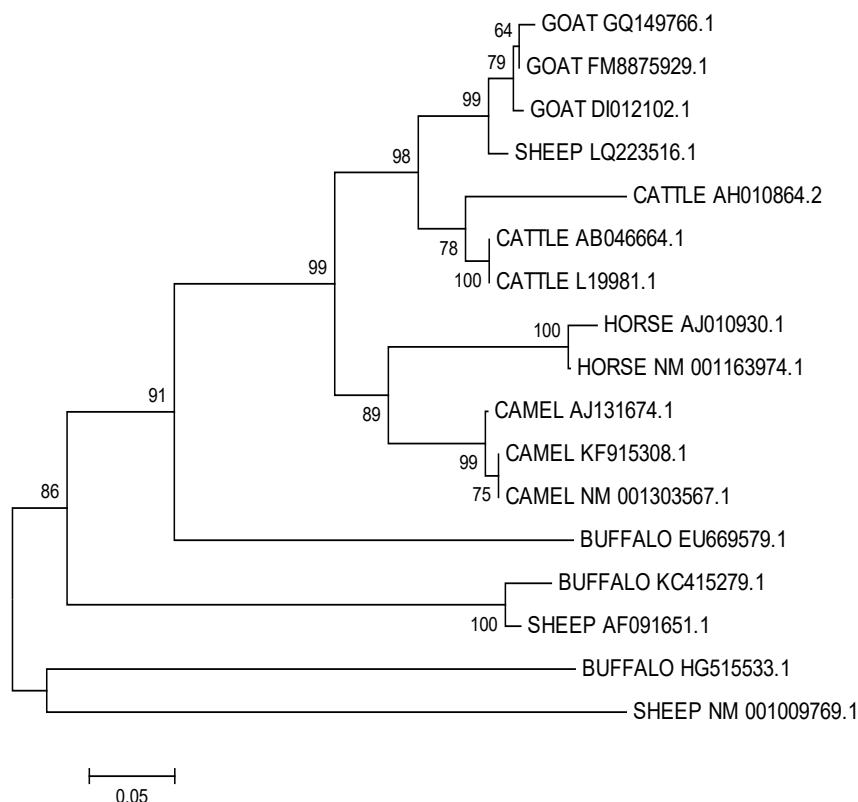 64
GOAT GQ149766.1
79
GOAT FM8875929.1
99
GOAT DI012102.1
98
SHEEP LQ223516.1
CATTLE AH010864.2
78
CATTLE AB046664.1
99
100
CATTLE L19981.1
100
HORSE AJ010930.1
HORSE NM 001163974.1
91
89
CAMEL AJ131674.1
99
CAMEL KF915308.1
86
75
CAMEL NM 001303567.1
BUFFALO EU669579.1
BUFFALO KC415279.1
100
SHEEP AF091651.1
BUFFALO HG515533.1
SHEEP NM 001009769.1
0.05